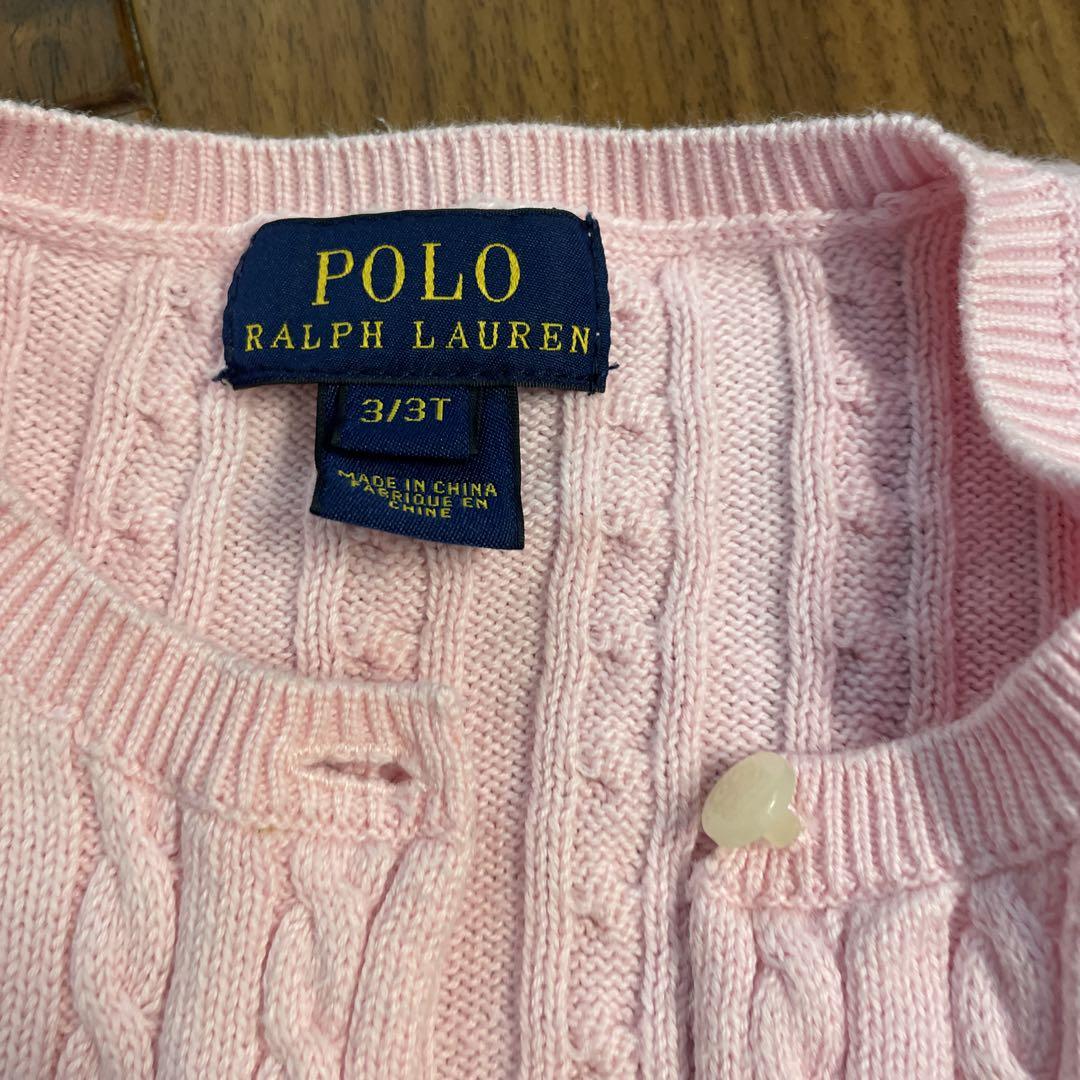 POLO
RALPH LAUREN
3/3T
MADE IN CHINA
FABRIQUE EN
CHINE